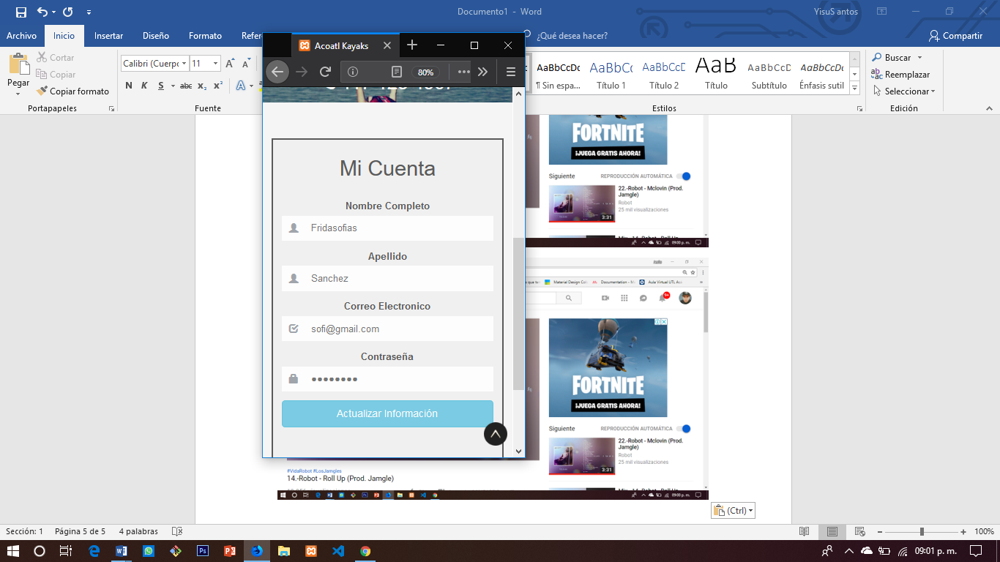 Documento1 - Word
YisuS antos
Archivo
Inicio
Insertar
Diseño
Formato
¿Qué desea hacer?
Compartir
Pegar
Cortar
Copiar
Copiar formato
Portapapeles
Calibri (Cuerpo
11
N K S abc x₂ x²
Fuente
AaBbCcDc
¶ Sin espa...
AaBbCc
Título 1
AaBbCcD
Título 2
AaB
Título
AaBbCcD
Subtítulo
AaBbCcDc
Énfasis sutil
Estilos
Buscar
Reemplazar
Seleccionar
Edición
Acoatl Kayaks
80%
Mi Cuenta
Nombre Completo
Fridasofias
Apellido
Sanchez
Correo Electronico
sofi@gmail.com
Contraseña
Actualizar Información
FORTNITE
¡JUEGA GRATIS AHORA!
Siguiente
REPRODUCCIÓN AUTOMÁTICA
22.-Robot - Mclovin (Prod.
Jamgle)
Robot
25 mil visualizaciones
3:31
09:00 p. m.
Documentation - M
Aula Virtual UTL Acc
FORTNITE
¡JUEGA GRATIS AHORA!
Siguiente
REPRODUCCIÓN AUTOMÁTICA
22.-Robot - Mclovin (Prod.
Jamgle)
Robot
25 mil visualizaciones
3:31
#VidaRobot #LosJamgles
14.-Robot - Roll Up (Prod. Jamgle)
09:00 p. m.
(Ctrl)
Sección: 1
Página 5 de 5
4 palabras
100%
09:01 p. m.